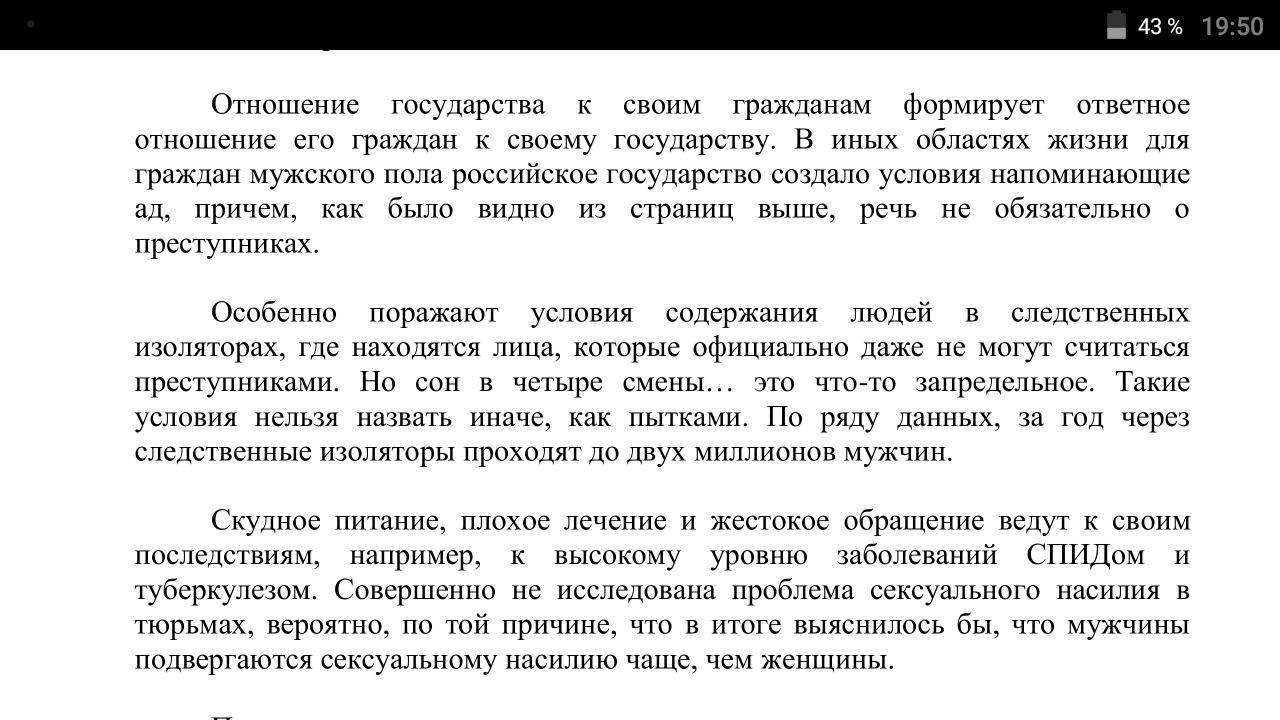 43 % 19:50
Отношение государства к своим гражданам формирует ответное
отношение его граждан к своему государству. В иных областях жизни для
граждан мужского пола российское государство создало условия напоминающие
ад, причем, как было видно из страниц выше, речь не обязательно о
преступниках.
Особенно поражают условия содержания людей в следственных
изоляторах, где находятся лица, которые официально даже не могут считаться
преступниками. Но сон в четыре смены… это что-то запредельное. Такие
условия нельзя назвать иначе, как пытками. По ряду данных, за год через
следственные изоляторы проходят до двух миллионов мужчин.
Скудное питание, плохое лечение и жестокое обращение ведут к своим
последствиям, например, к высокому уровню заболеваний СПИДом и
туберкулезом. Совершенно не исследована проблема сексуального насилия в
тюрьмах, вероятно, по той причине, что в итоге выяснилось бы, что мужчины
подвергаются сексуальному насилию чаще, чем женщины.